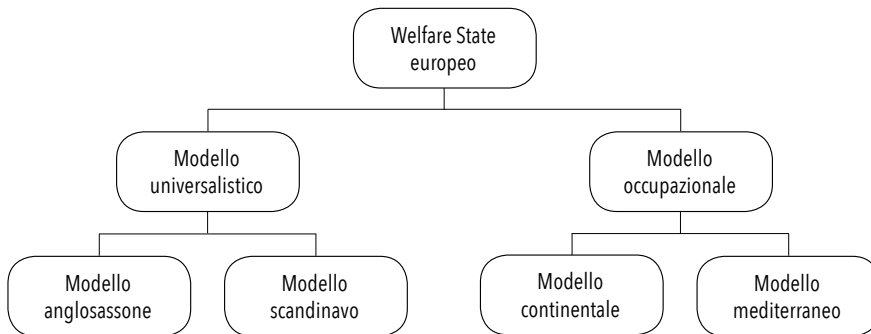 Welfare State
europeo
Modello
universalistico
Modello
occupazionale
Modello
anglosassone
Modello
scandinavo
Modello
continentale
Modello
mediterraneo